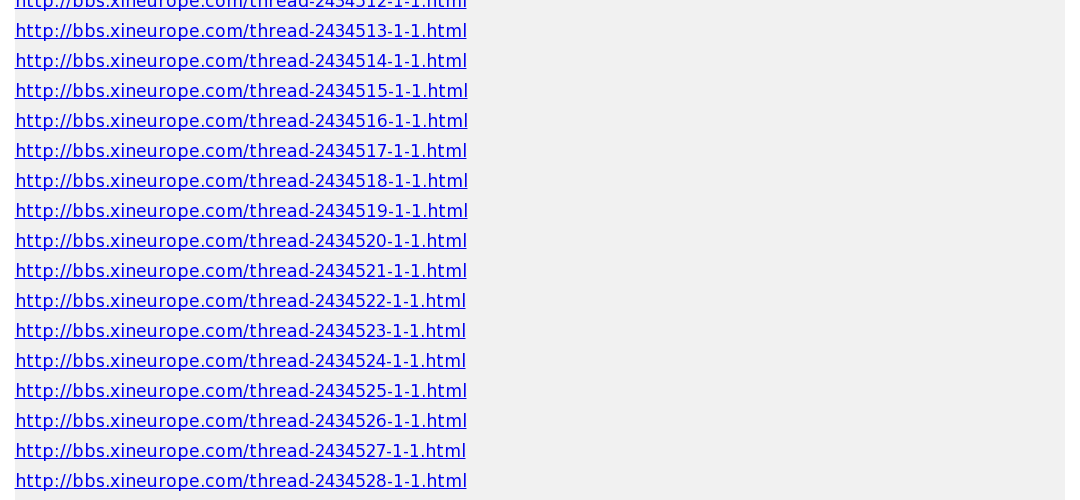 http://bbs.xineurope.com/thread-2434512-1-1.html
http://bbs.xineurope.com/thread-2434513-1-1.html
http://bbs.xineurope.com/thread-2434514-1-1.html
http://bbs.xineurope.com/thread-2434515-1-1.html
http://bbs.xineurope.com/thread-2434516-1-1.html
http://bbs.xineurope.com/thread-2434517-1-1.html
http://bbs.xineurope.com/thread-2434518-1-1.html
http://bbs.xineurope.com/thread-2434519-1-1.html
http://bbs.xineurope.com/thread-2434520-1-1.html
http://bbs.xineurope.com/thread-2434521-1-1.html
http://bbs.xineurope.com/thread-2434522-1-1.html
http://bbs.xineurope.com/thread-2434523-1-1.html
http://bbs.xineurope.com/thread-2434524-1-1.html
http://bbs.xineurope.com/thread-2434525-1-1.html
http://bbs.xineurope.com/thread-2434526-1-1.html
http://bbs.xineurope.com/thread-2434527-1-1.html
http://bbs.xineurope.com/thread-2434528-1-1.html